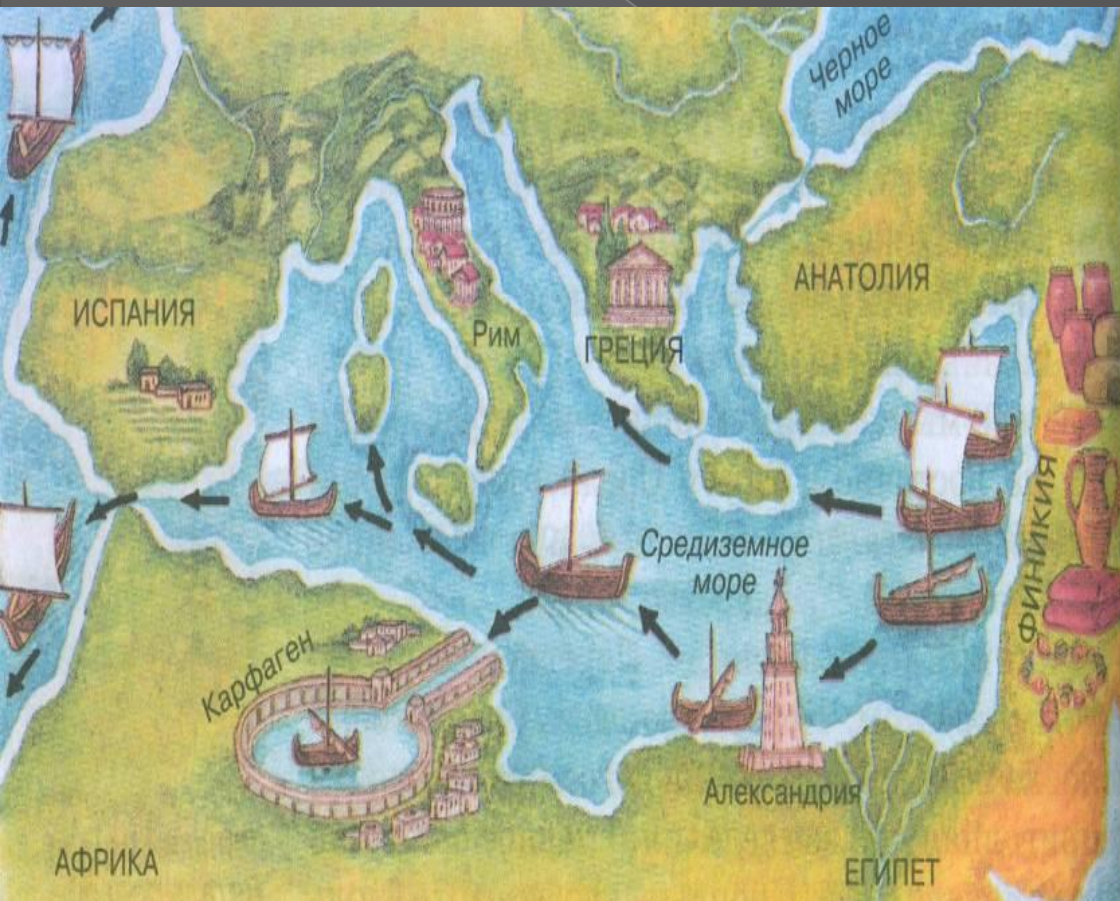 Черное
море
АНАТОЛИЯ
ИСПАНИЯ
Рим
ГРЕЦИЯ
Средиземное
море
ФИНИКИЯ
Карфаген
Александрия
АФРИКА
ЕГИПЕТ